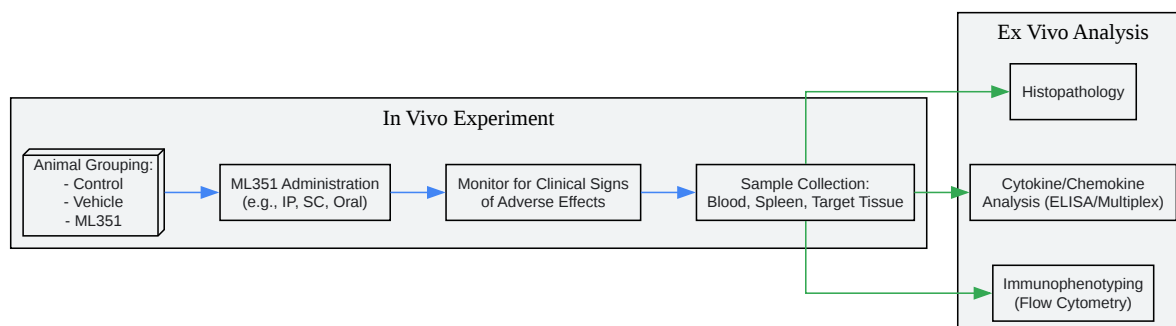 In Vivo Experiment
Animal Grouping:
- Control
- Vehicle
- ML351
ML351 Administration
(e.g., IP, SC, Oral)
Monitor for Clinical Signs
of Adverse Effects
Sample Collection:
Blood, Spleen, Target Tissue
Ex Vivo Analysis
Histopathology
Cytokine/Chemokine
Analysis (ELISA/Multiplex)
Immunophenotyping
(Flow Cytometry)